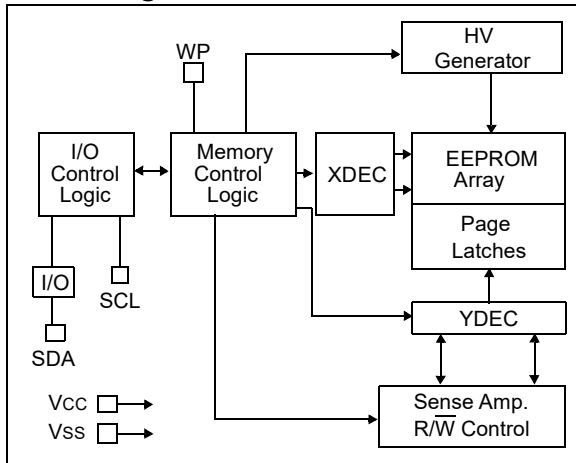 WP
HV
Generator
I/O
Control
Logic
Memory
Control
Logic
XDEC
EEPROM
Array
Page
Latches
I/O
SCL
SDA
YDEC
VCC
VSS
Sense Amp.
R/W̅ Control